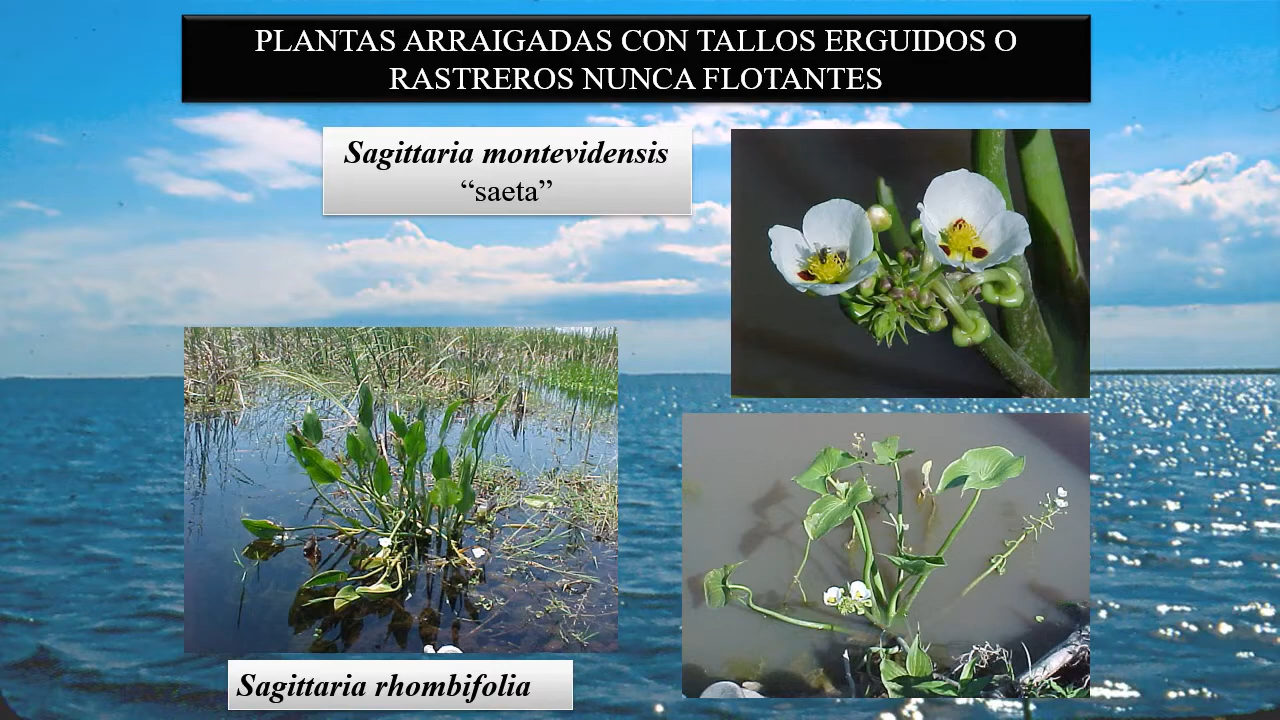 PLANTAS ARRAIGADAS CON TALLOS ERGUIDOS O
RASTREROS NUNCA FLOTANTES
Sagittaria montevidensis
“saeta”
Sagittaria rhombifolia